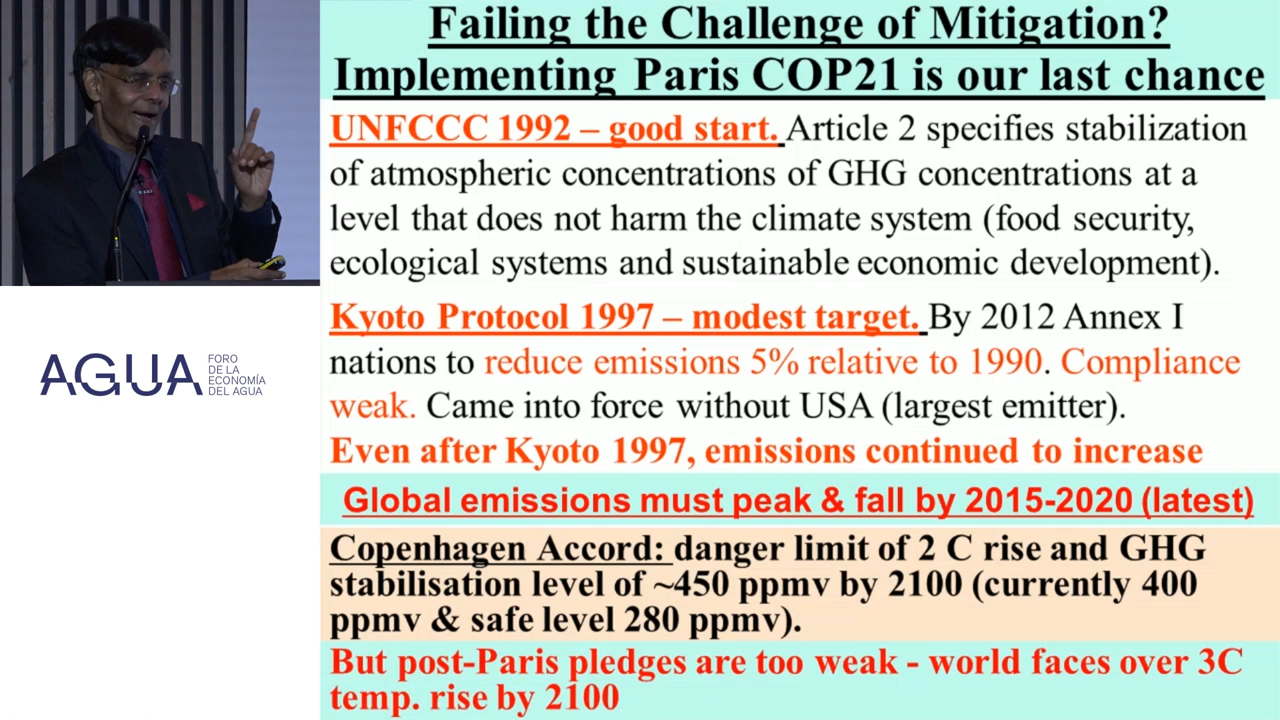 Failing the Challenge of Mitigation?
Implementing Paris COP21 is our last chance
UNFCCC 1992 – good start. Article 2 specifies stabilization
of atmospheric concentrations of GHG concentrations at a
level that does not harm the climate system (food security,
ecological systems and sustainable economic development).
Kyoto Protocol 1997 – modest target. By 2012 Annex I
nations to reduce emissions 5% relative to 1990. Compliance
weak. Came into force without USA (largest emitter).
Even after Kyoto 1997, emissions continued to increase
Global emissions must peak & fall by 2015-2020 (latest)
Copenhagen Accord: danger limit of 2 C rise and GHG
stabilisation level of ~450 ppmv by 2100 (currently 400
ppmv & safe level 280 ppmv).
But post-Paris pledges are too weak - world faces over 3C
temp. rise by 2100
AGUA
FORO
DE LA
ECONOMÍA
DEL AGUA